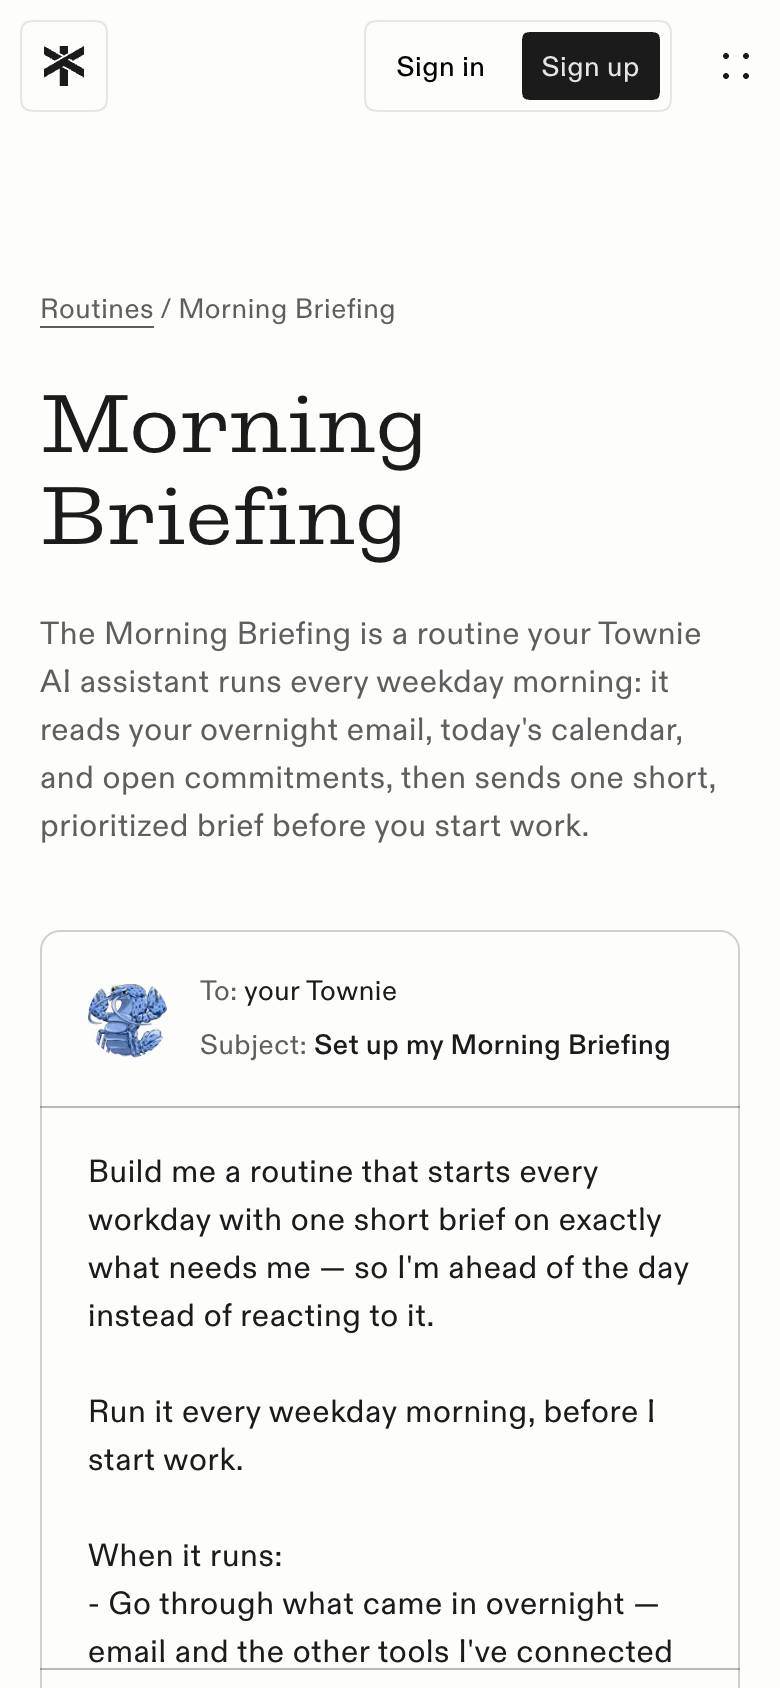 Sign in
Sign up
Routines / Morning Briefing
Morning
Briefing
The Morning Briefing is a routine your Townie
AI assistant runs every weekday morning: it
reads your overnight email, today's calendar,
and open commitments, then sends one short,
prioritized brief before you start work.
To: your Townie
Subject: Set up my Morning Briefing
Build me a routine that starts every
workday with one short brief on exactly
what needs me — so I'm ahead of the day
instead of reacting to it.
Run it every weekday morning, before I
start work.
When it runs:
- Go through what came in overnight —
email and the other tools I've connected